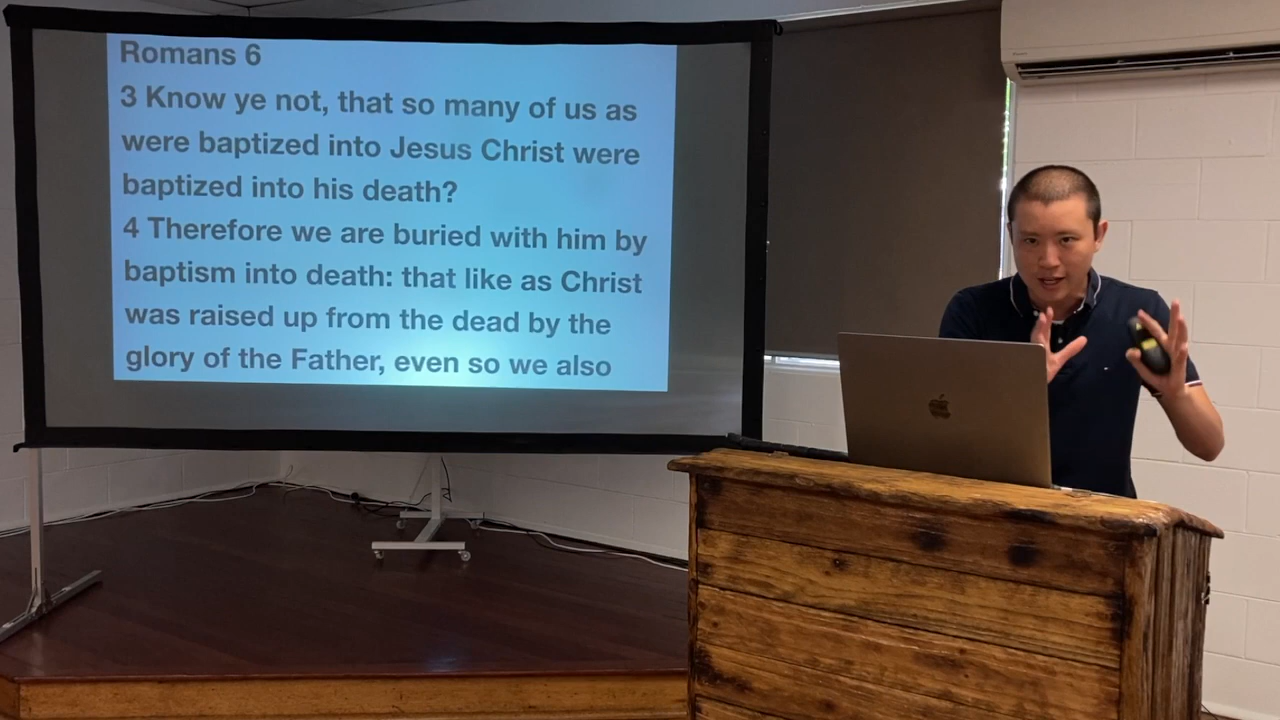 Romans 6
3 Know ye not, that so many of us as
were baptized into Jesus Christ were
baptized into his death?
4 Therefore we are buried with him by
baptism into death: that like as Christ
was raised up from the dead by the
glory of the Father, even so we also